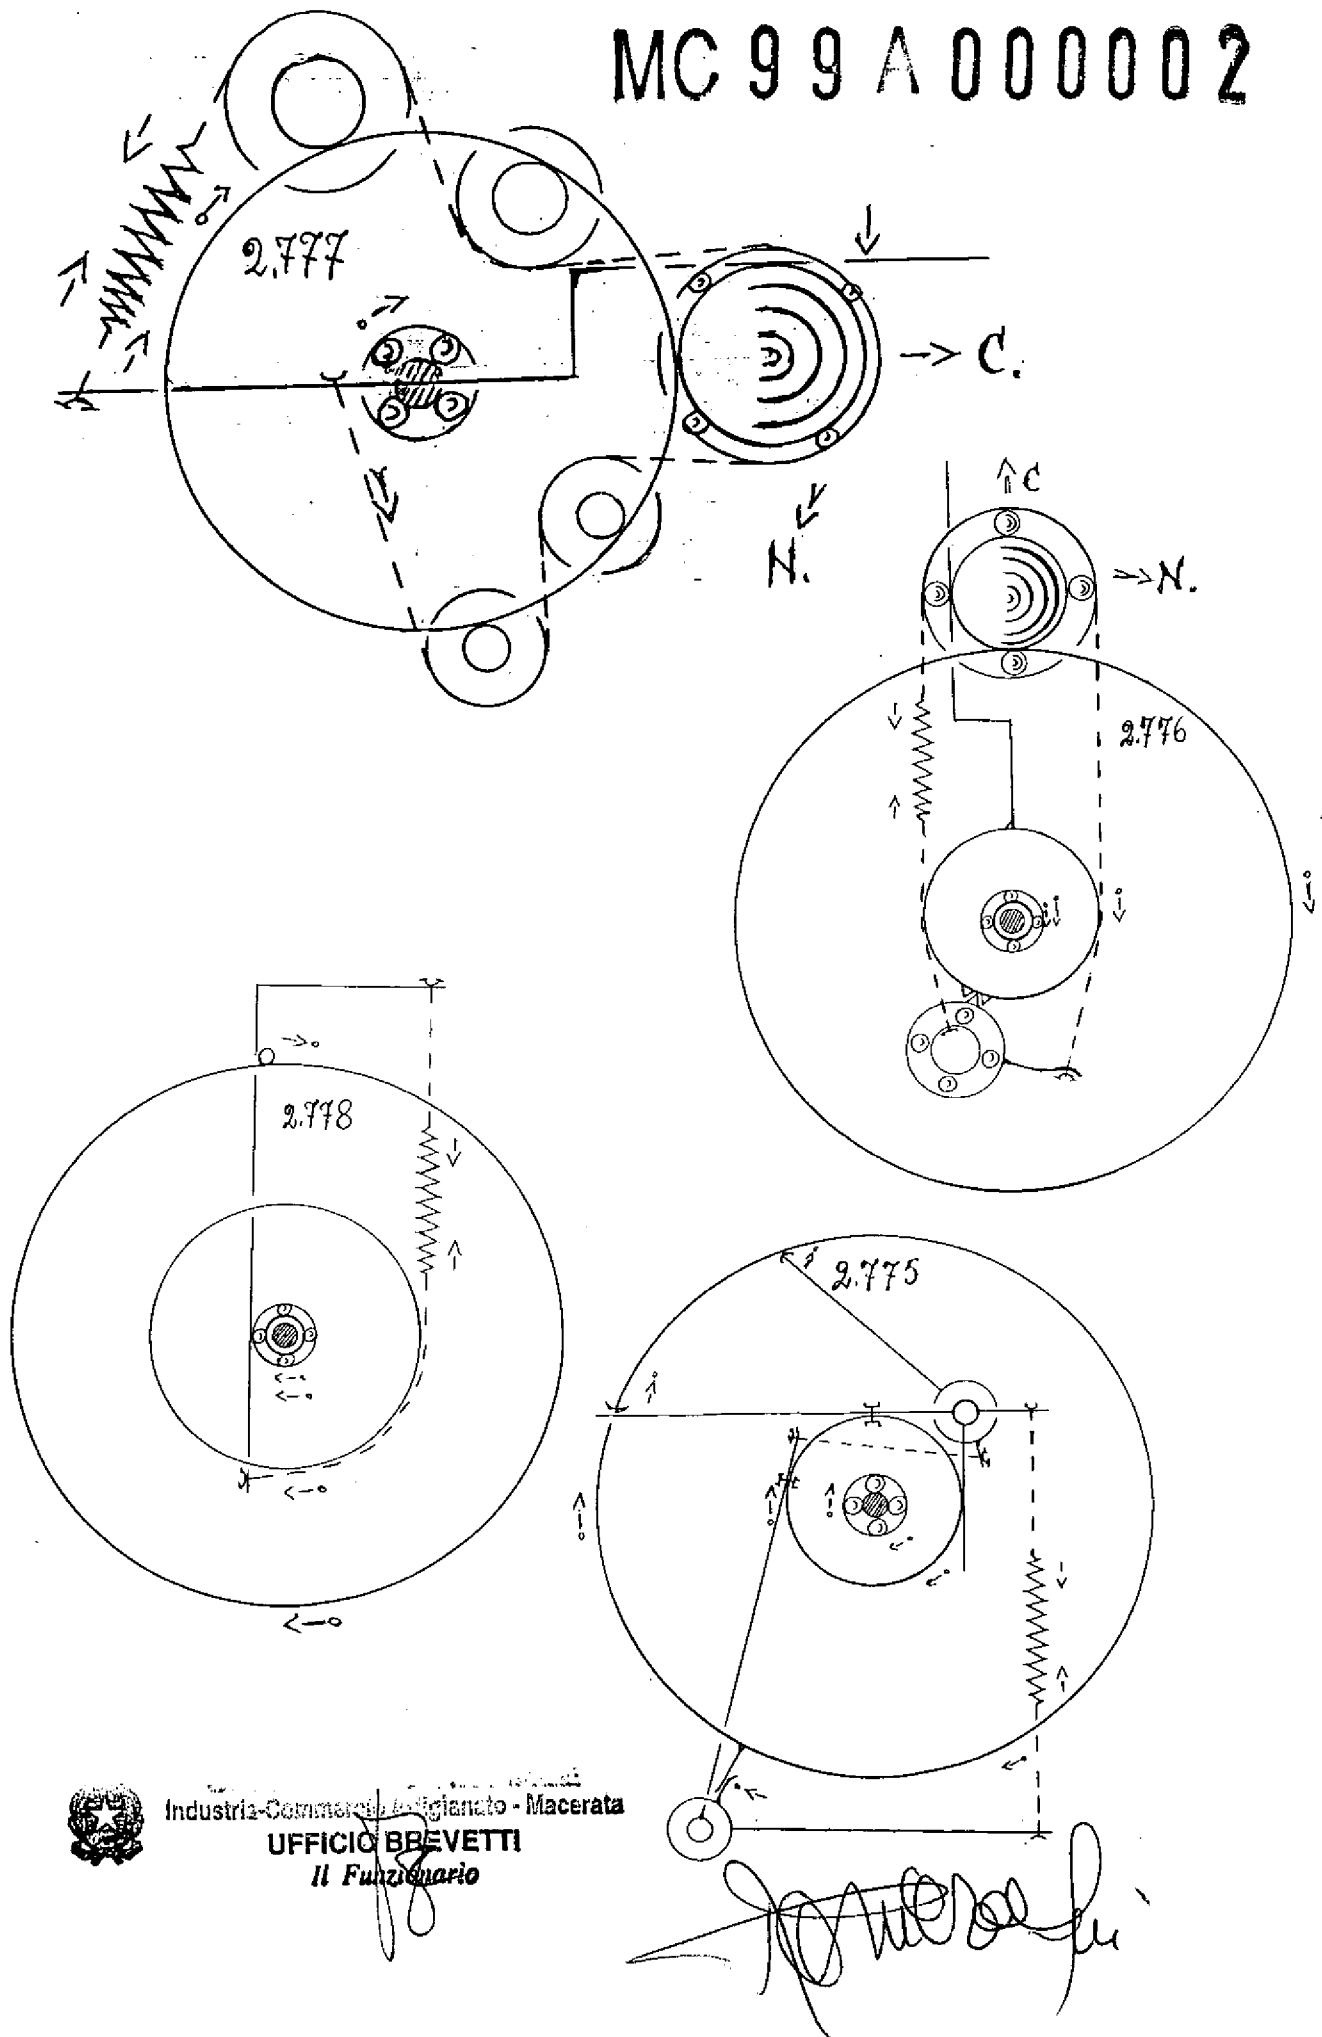 MC 99 A 000002
2.777
C.
N.
C
N.
2.776
2.778
2.775
Industria-Commercio Artigianato - Macerata
UFFICIO BREVETTI
Il Funzionario